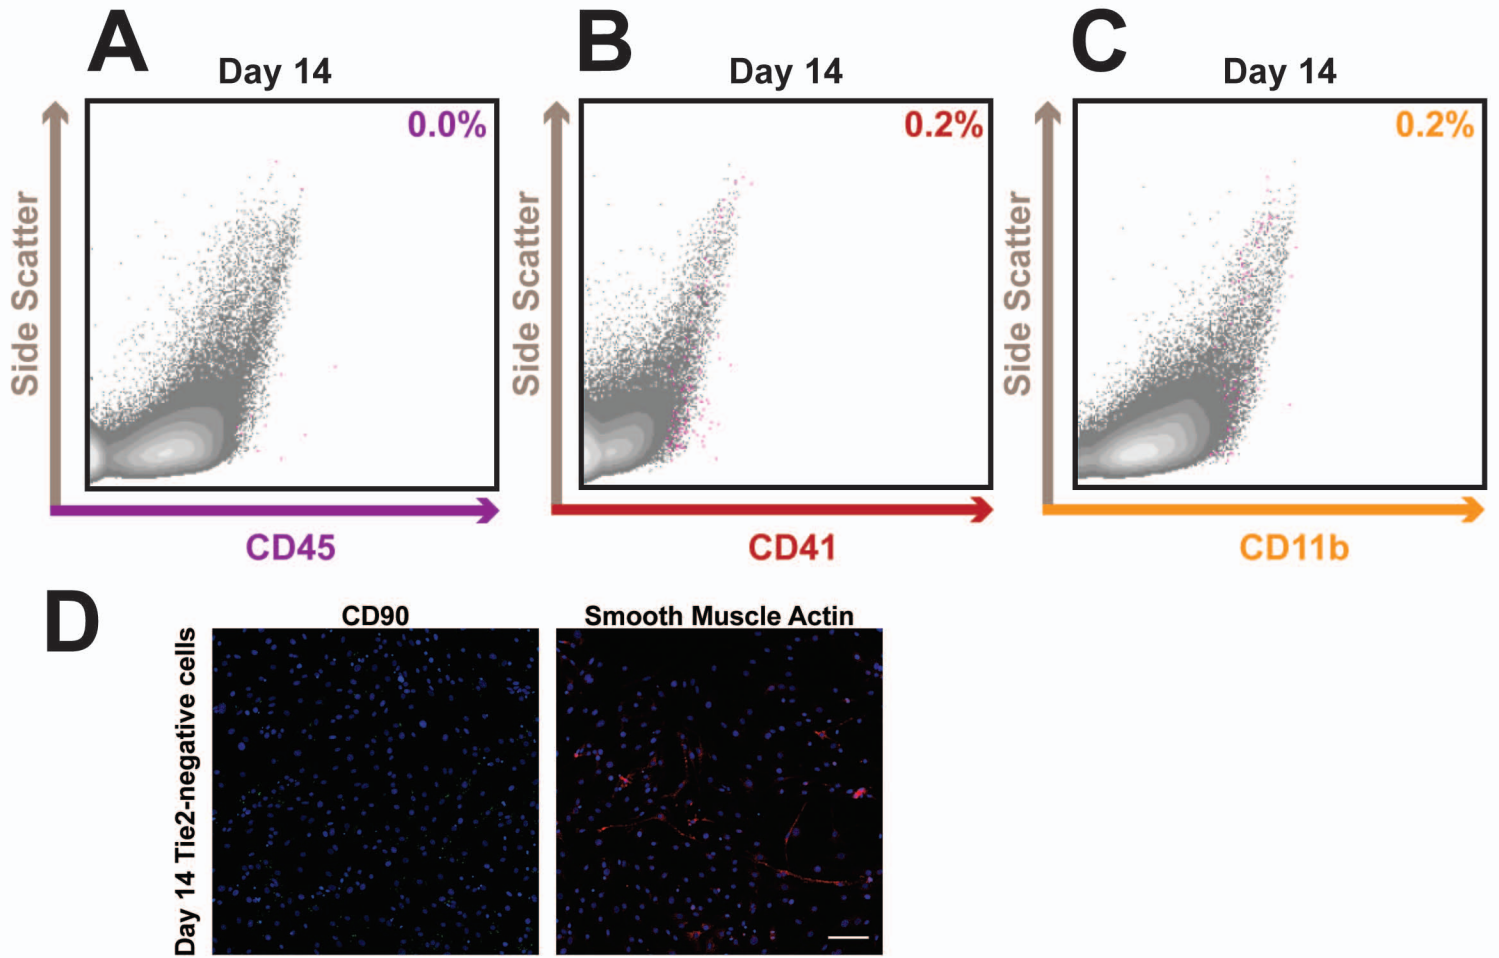 A
Day 14
0.0%
Side Scatter
CD45
B
Day 14
0.2%
Side Scatter
CD41
C
Day 14
0.2%
Side Scatter
CD11b
D
CD90
Smooth Muscle Actin
Day 14 Tie2-negative cells